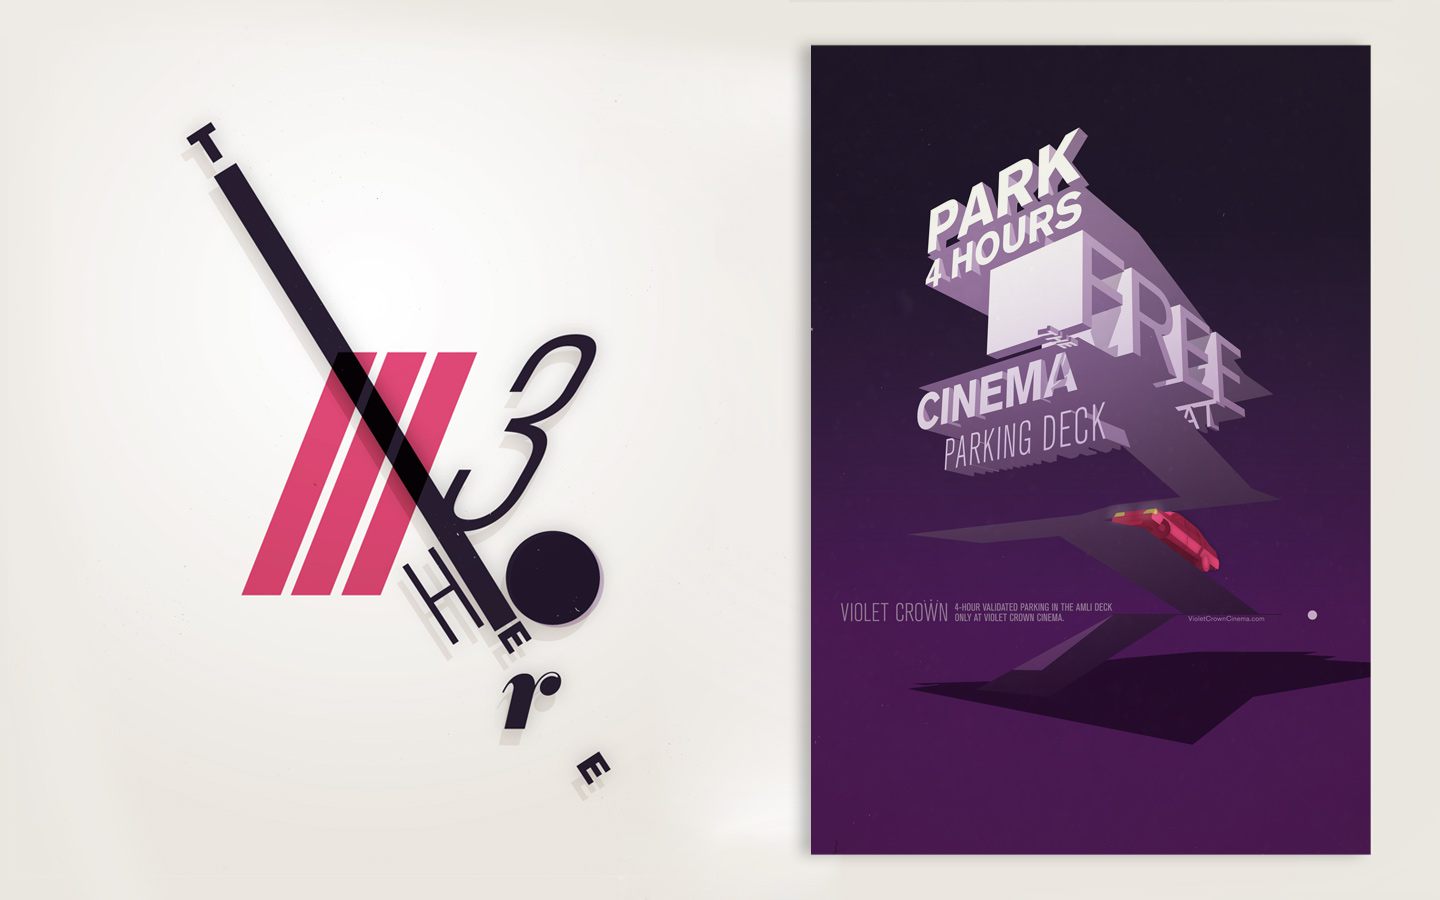 T
3
H
E
r
E
PARK
4 HOURS
FREE
AT
THE
CINEMA
PARKING DECK
VIOLET CROWN
4-HOUR VALIDATED PARKING IN THE AMLI DECK
ONLY AT VIOLET CROWN CINEMA.
VioletCrownCinema.com